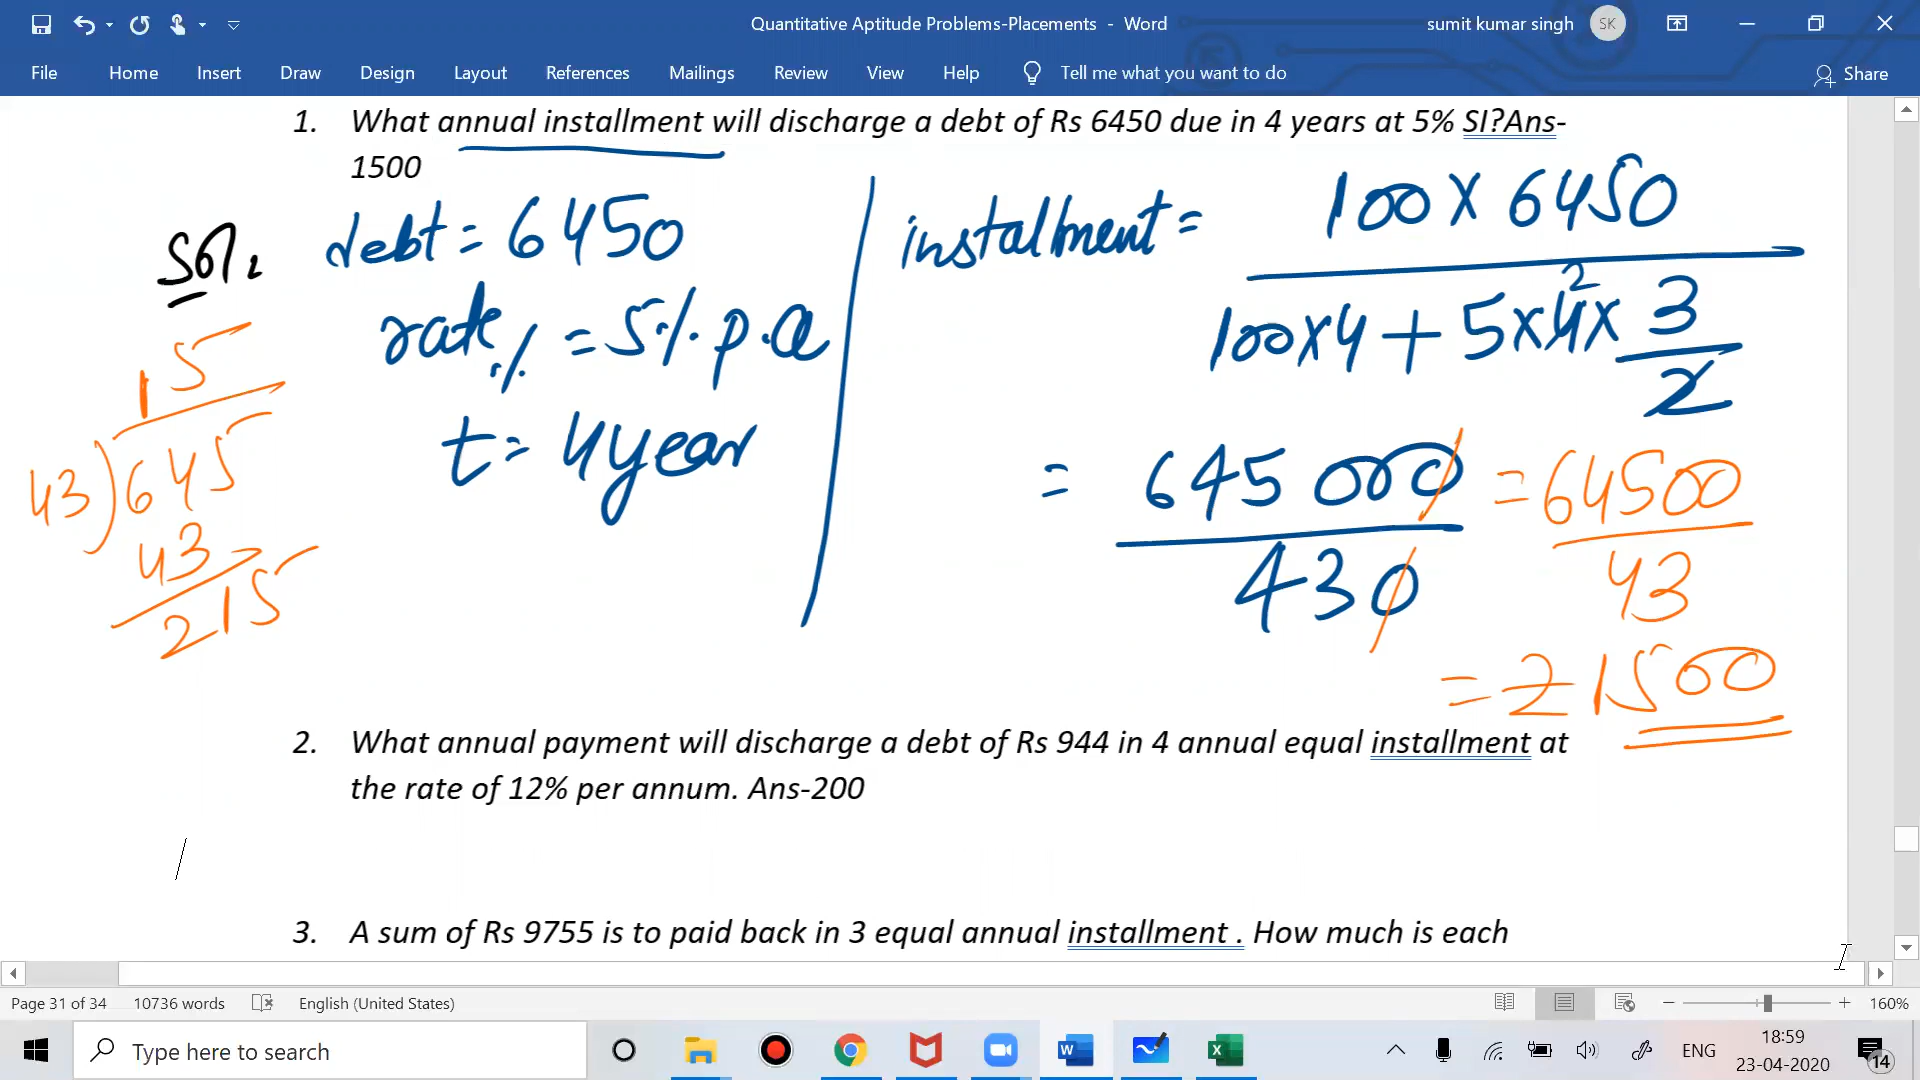 Quantitative Aptitude Problems-Placements - Word
sumit kumar singh SK
File Home Insert Draw Design Layout References Mailings Review View Help Tell me what you want to do Share
1. What annual installment will discharge a debt of Rs 6450 due in 4 years at 5% SI?Ans-
1500
Sol.
debt = 6450
rate % = 5% p.a
t = 4 year
installment =
100 x 6450
100x4 + 5x4x 3
2
2
= 645000 = 64500
430 43
= ₹1500
15
43)645
43
215
2. What annual payment will discharge a debt of Rs 944 in 4 annual equal installment at
the rate of 12% per annum. Ans-200
3. A sum of Rs 9755 is to paid back in 3 equal annual installment . How much is each
Page 31 of 34 10736 words English (United States) 160%
Type here to search
ENG
18:59
23-04-2020
14